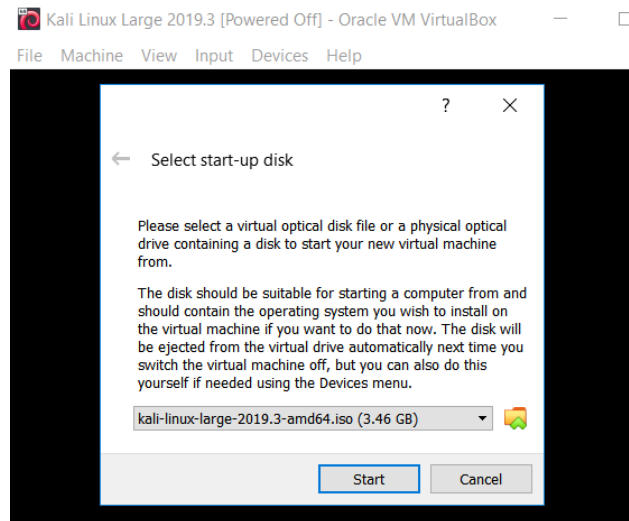 Kali Linux Large 2019.3 [Powered Off] - Oracle VM VirtualBox
File Machine View Input Devices Help
?
Select start-up disk
Please select a virtual optical disk file or a physical optical
drive containing a disk to start your new virtual machine
from.
The disk should be suitable for starting a computer from and
should contain the operating system you wish to install on
the virtual machine if you want to do that now. The disk will
be ejected from the virtual drive automatically next time you
switch the virtual machine off, but you can also do this
yourself if needed using the Devices menu.
kali-linux-large-2019.3-amd64.iso (3.46 GB)
Start Cancel